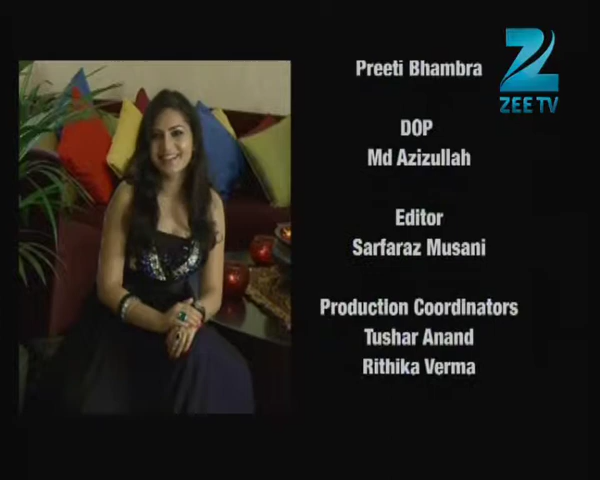 Preeti Bhambra
ZEE TV
DOP
Md Azizullah
Editor
Sarfaraz Musani
Production Coordinators
Tushar Anand
Rithika Verma